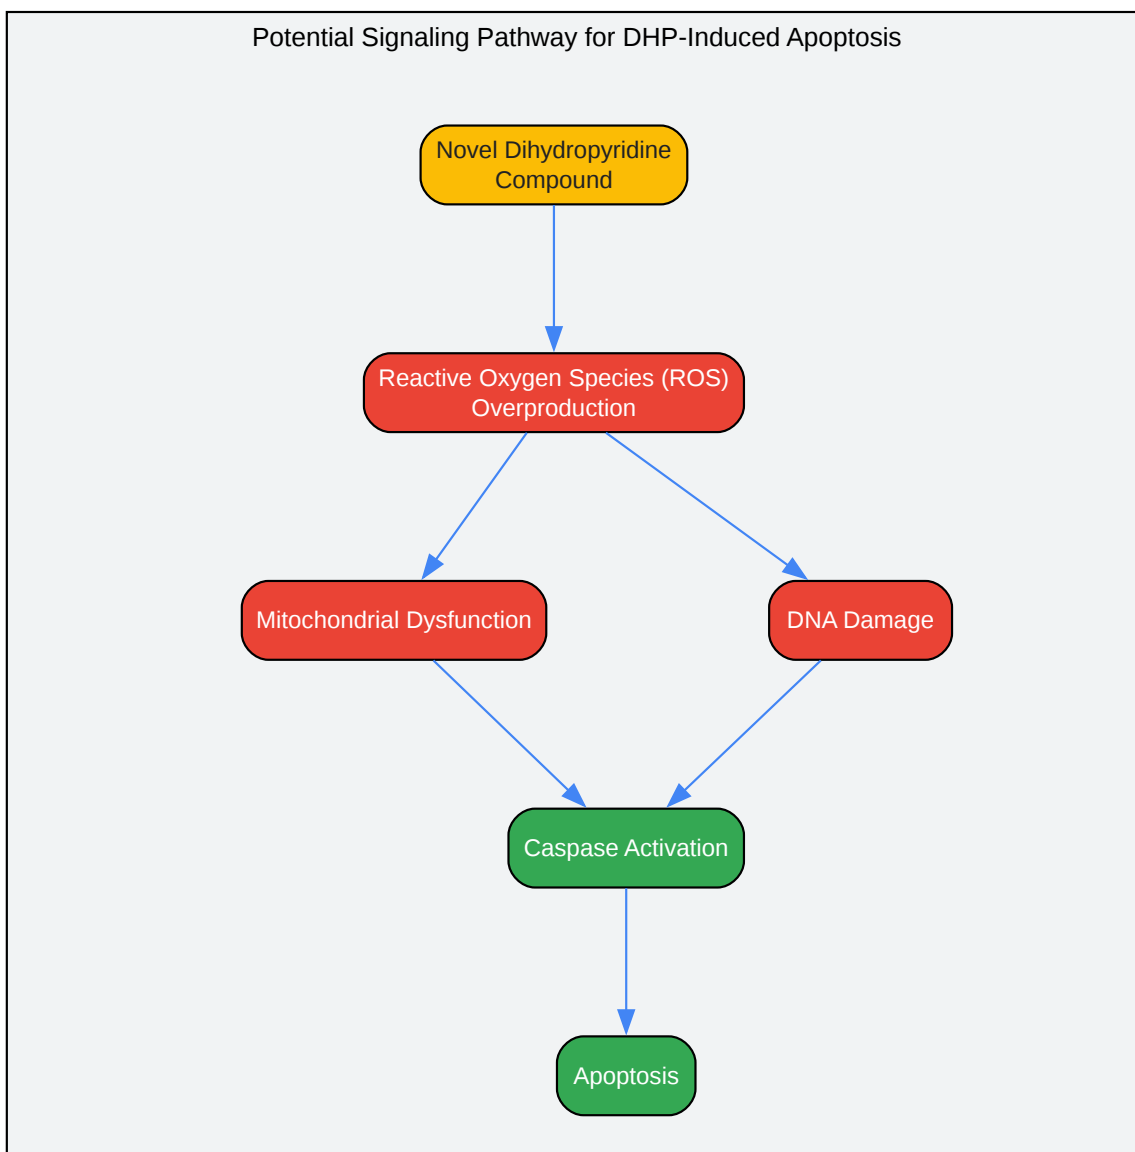 Potential Signaling Pathway for DHP-Induced Apoptosis
Novel Dihydropyridine
Compound
Reactive Oxygen Species (ROS)
Overproduction
Mitochondrial Dysfunction
DNA Damage
Caspase Activation
Apoptosis